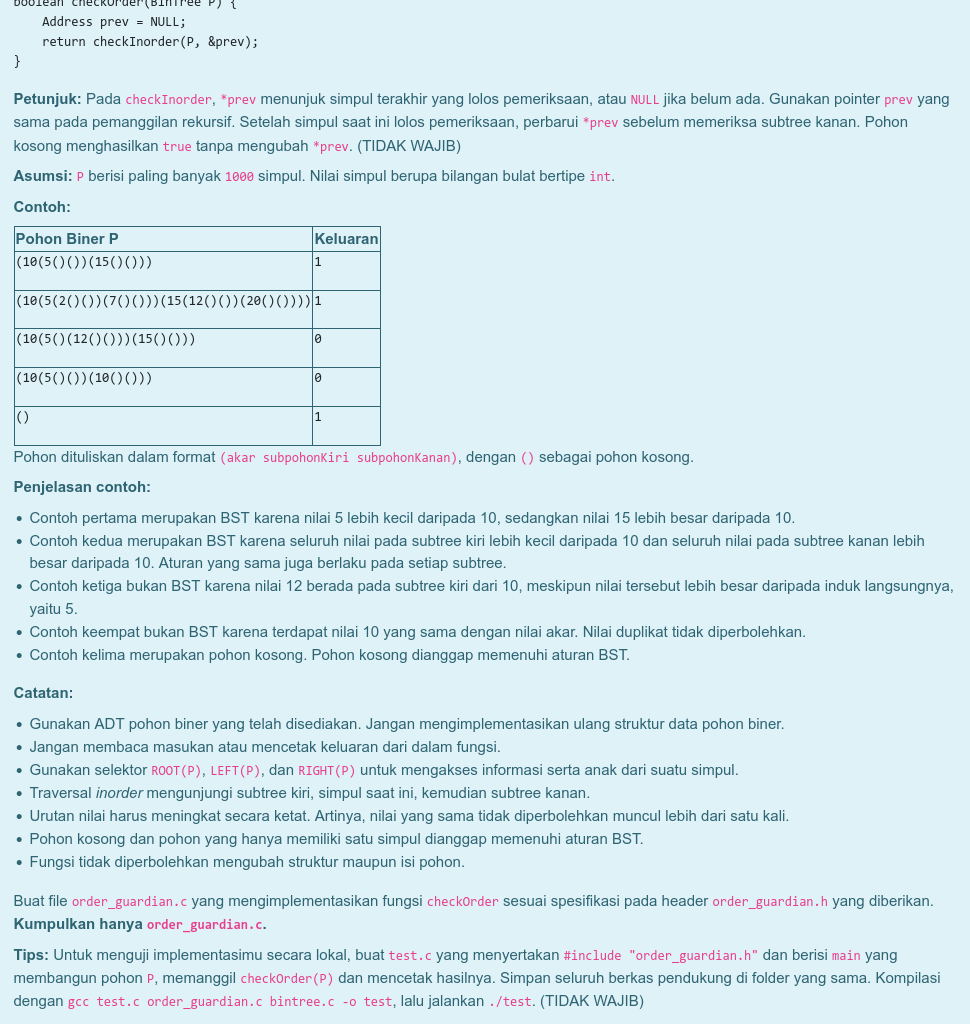 boolean checkOrder(BinTree P) {
    Address prev = NULL;
    return checkInorder(P, &prev);
}
Petunjuk: Pada checkInorder, *prev menunjuk simpul terakhir yang lolos pemeriksaan, atau NULL jika belum ada. Gunakan pointer prev yang
sama pada pemanggilan rekursif. Setelah simpul saat ini lolos pemeriksaan, perbarui *prev sebelum memeriksa subtree kanan. Pohon
kosong menghasilkan true tanpa mengubah *prev. (TIDAK WAJIB)
Asumsi: P berisi paling banyak 1000 simpul. Nilai simpul berupa bilangan bulat bertipe int.
Contoh:
Pohon Biner P Keluaran
(10(5()())(15()())) 1
(10(5(2()())(7()()))(15(12()())(20()()))) 1
(10(5()(12()()))(15()())) 0
(10(5()())(10()())) 0
() 1
Pohon dituliskan dalam format (akar subpohonKiri subpohonKanan), dengan () sebagai pohon kosong.
Penjelasan contoh:
• Contoh pertama merupakan BST karena nilai 5 lebih kecil daripada 10, sedangkan nilai 15 lebih besar daripada 10.
• Contoh kedua merupakan BST karena seluruh nilai pada subtree kiri lebih kecil daripada 10 dan seluruh nilai pada subtree kanan lebih
besar daripada 10. Aturan yang sama juga berlaku pada setiap subtree.
• Contoh ketiga bukan BST karena nilai 12 berada pada subtree kiri dari 10, meskipun nilai tersebut lebih besar daripada induk langsungnya,
yaitu 5.
• Contoh keempat bukan BST karena terdapat nilai 10 yang sama dengan nilai akar. Nilai duplikat tidak diperbolehkan.
• Contoh kelima merupakan pohon kosong. Pohon kosong dianggap memenuhi aturan BST.
Catatan:
• Gunakan ADT pohon biner yang telah disediakan. Jangan mengimplementasikan ulang struktur data pohon biner.
• Jangan membaca masukan atau mencetak keluaran dari dalam fungsi.
• Gunakan selektor ROOT(P), LEFT(P), dan RIGHT(P) untuk mengakses informasi serta anak dari suatu simpul.
• Traversal inorder mengunjungi subtree kiri, simpul saat ini, kemudian subtree kanan.
• Urutan nilai harus meningkat secara ketat. Artinya, nilai yang sama tidak diperbolehkan muncul lebih dari satu kali.
• Pohon kosong dan pohon yang hanya memiliki satu simpul dianggap memenuhi aturan BST.
• Fungsi tidak diperbolehkan mengubah struktur maupun isi pohon.
Buat file order_guardian.c yang mengimplementasikan fungsi checkOrder sesuai spesifikasi pada header order_guardian.h yang diberikan.
Kumpulkan hanya order_guardian.c.
Tips: Untuk menguji implementasimu secara lokal, buat test.c yang menyertakan #include "order_guardian.h" dan berisi main yang
membangun pohon P, memanggil checkOrder(P) dan mencetak hasilnya. Simpan seluruh berkas pendukung di folder yang sama. Kompilasi
dengan gcc test.c order_guardian.c bintree.c -o test, lalu jalankan ./test. (TIDAK WAJIB)